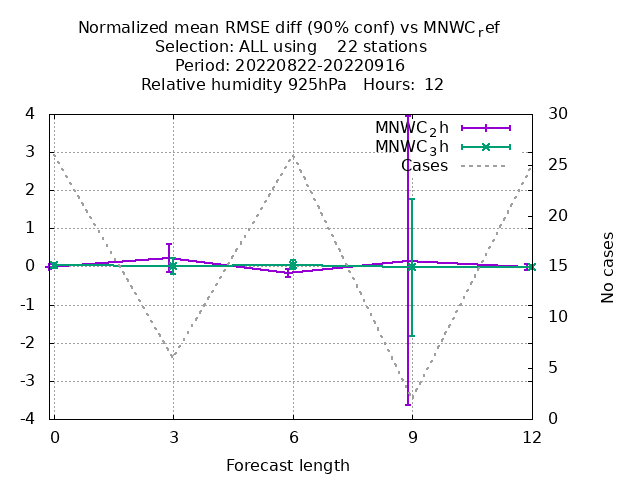 Normalized mean RMSE diff (90% conf) vs MNWC_ref
Selection: ALL using    22 stations
Period: 20220822-20220916
Relative humidity 925hPa   Hours:  12
MNWC_2h
MNWC_3h
Cases
4
3
2
1
0
-1
-2
-3
-4
30
25
20
15
10
5
0
No cases
0 3 6 9 12
Forecast length